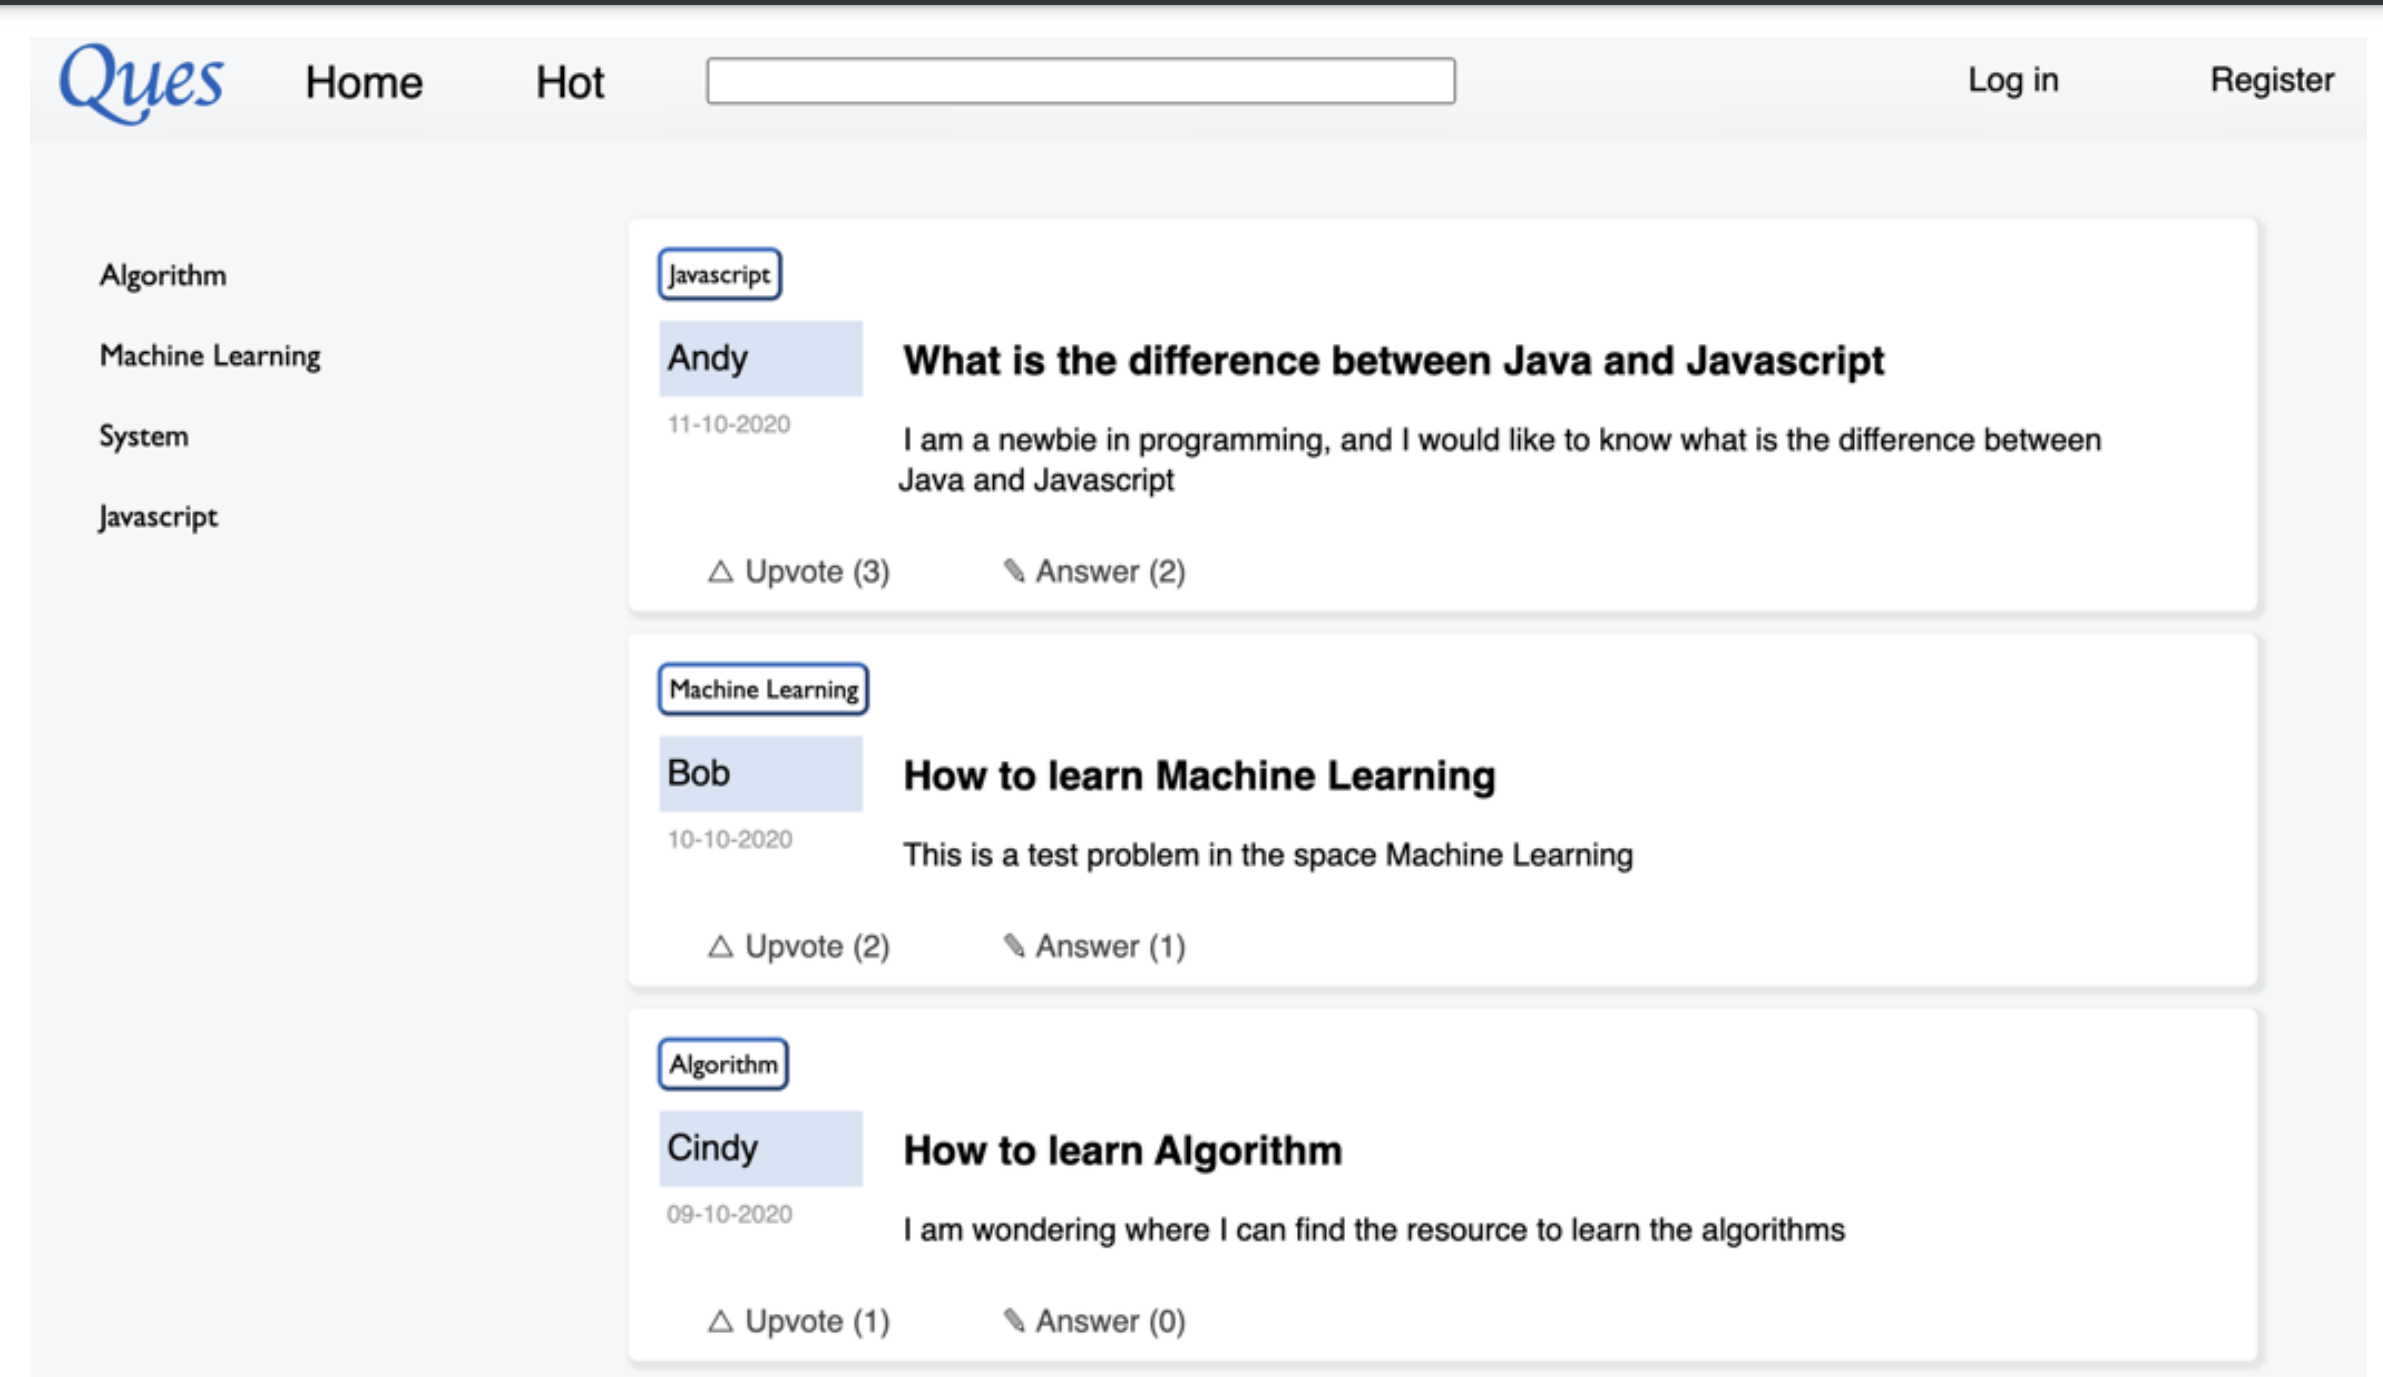 Ques Home Hot Log in Register
Algorithm
Machine Learning
System
Javascript
Javascript
Andy
11-10-2020
What is the difference between Java and Javascript
I am a newbie in programming, and I would like to know what is the difference between
Java and Javascript
△ Upvote (3) ✎ Answer (2)
Machine Learning
Bob
10-10-2020
How to learn Machine Learning
This is a test problem in the space Machine Learning
△ Upvote (2) ✎ Answer (1)
Algorithm
Cindy
09-10-2020
How to learn Algorithm
I am wondering where I can find the resource to learn the algorithms
△ Upvote (1) ✎ Answer (0)